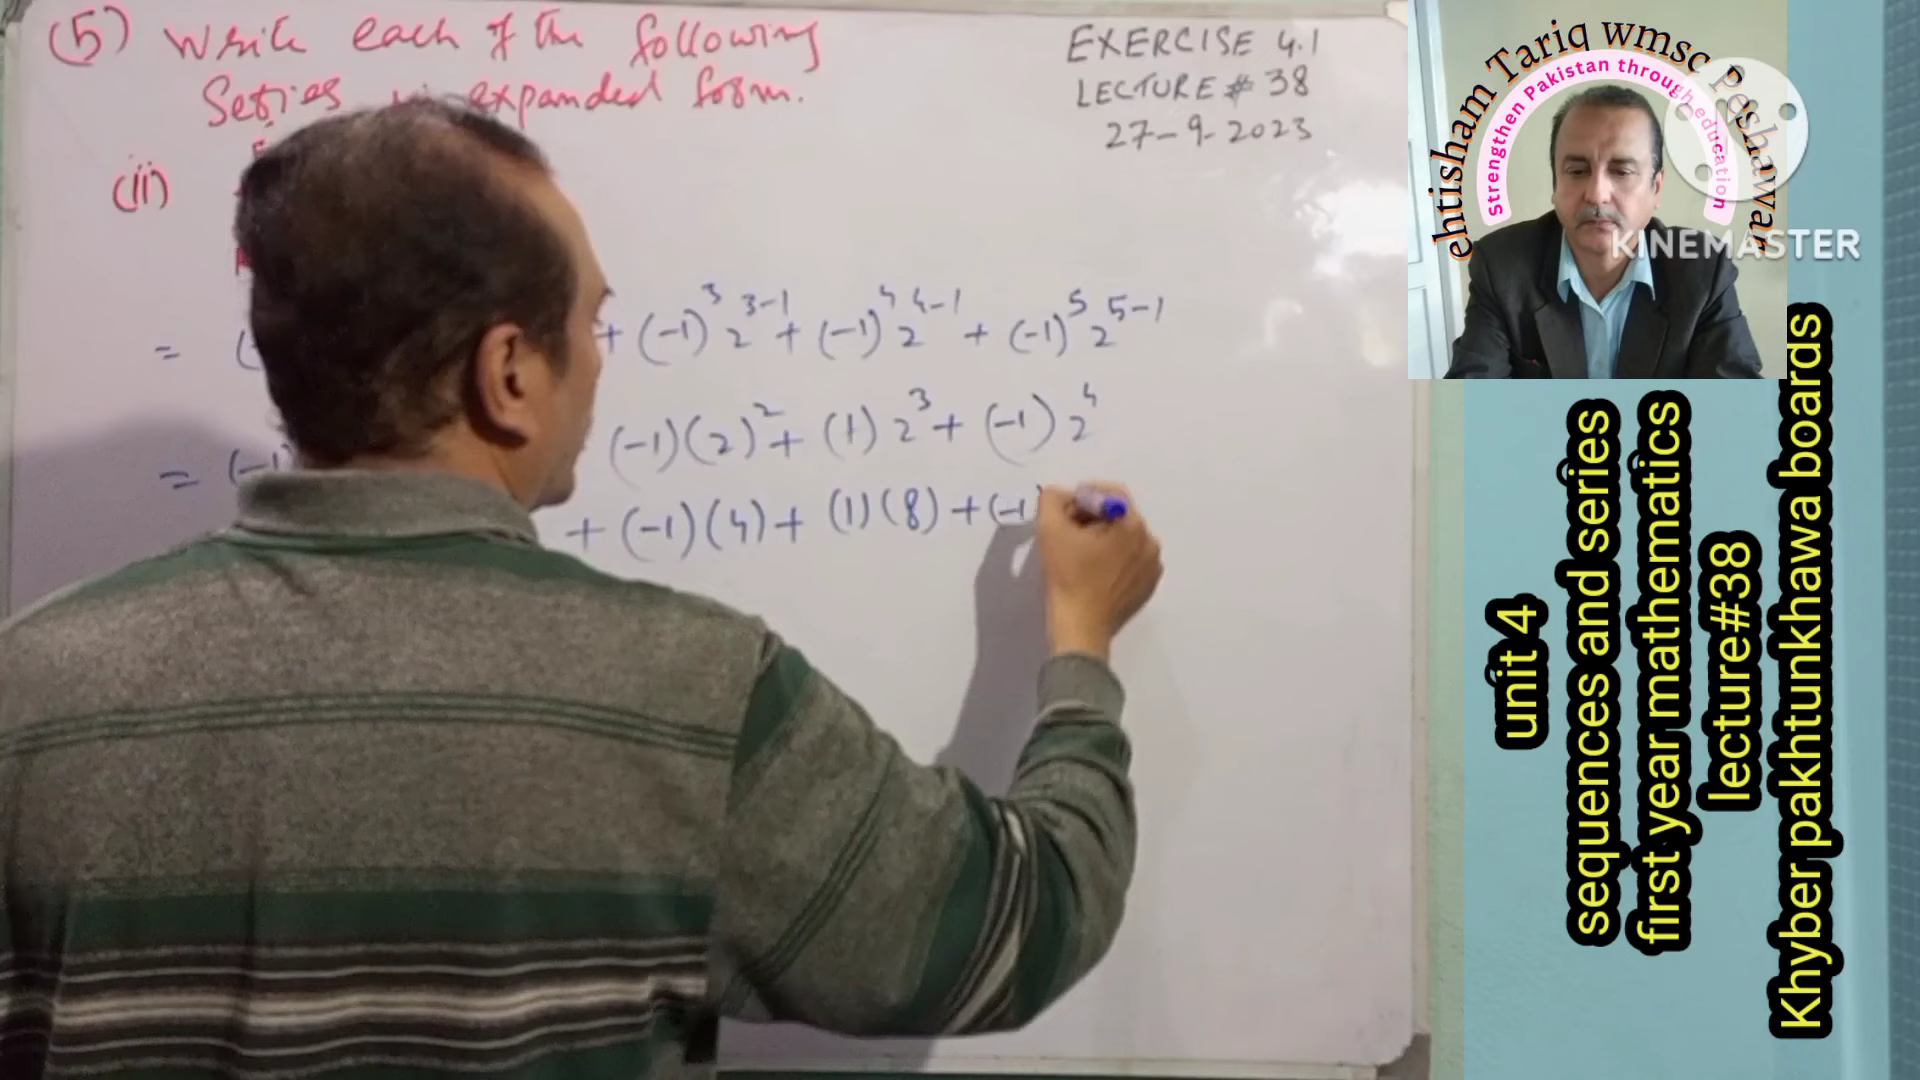 (5) Write each of the following
Series in expanded form.
EXERCISE 4.1
LECTURE # 38
27-9-2023
(ii)
= ( + (-1)^3 2^{3-1} + (-1)^4 2^{4-1} + (-1)^5 2^{5-1}
= (-1) (-1)(2)^2 + (1) 2^3 + (-1) 2^4
+ (-1)(4) + (1)(8) + (-1)
ehtisham Tariq wmsc Peshawar
Strengthen Pakistan through education
KINEMASTER
unit 4
sequences and series
first year mathematics
lecture#38
Khyber pakhtunkhawa boards